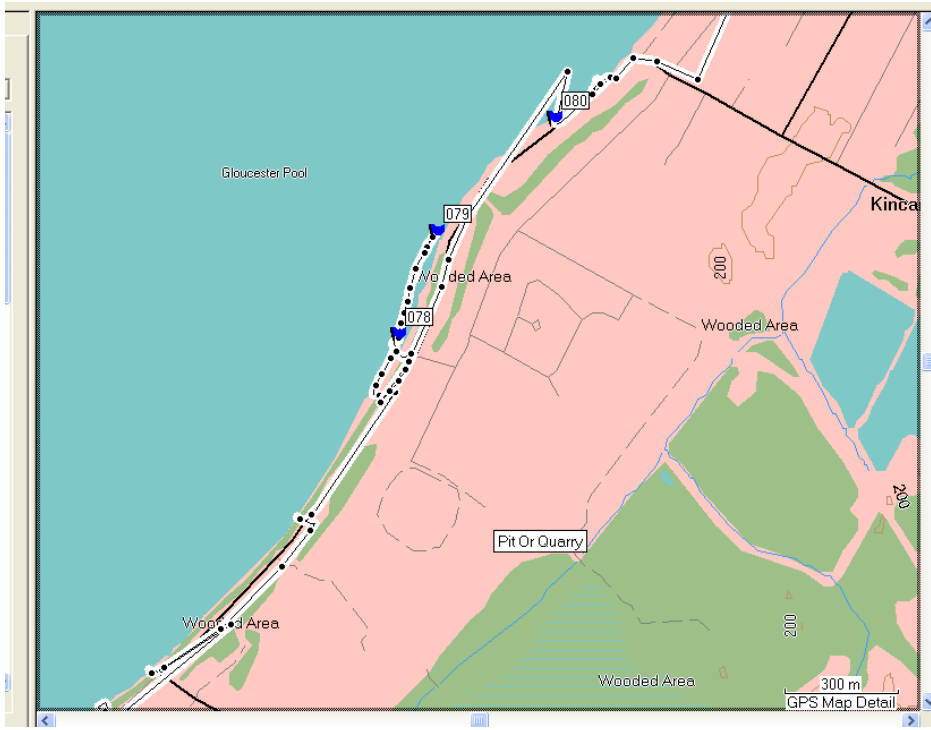 080
Gloucester Pool
Kinca
079
200
Wooded Area
078
Wooded Area
200
Pit Or Quarry
Wooded Area
200
Wooded Area
300 m
GPS Map Detail